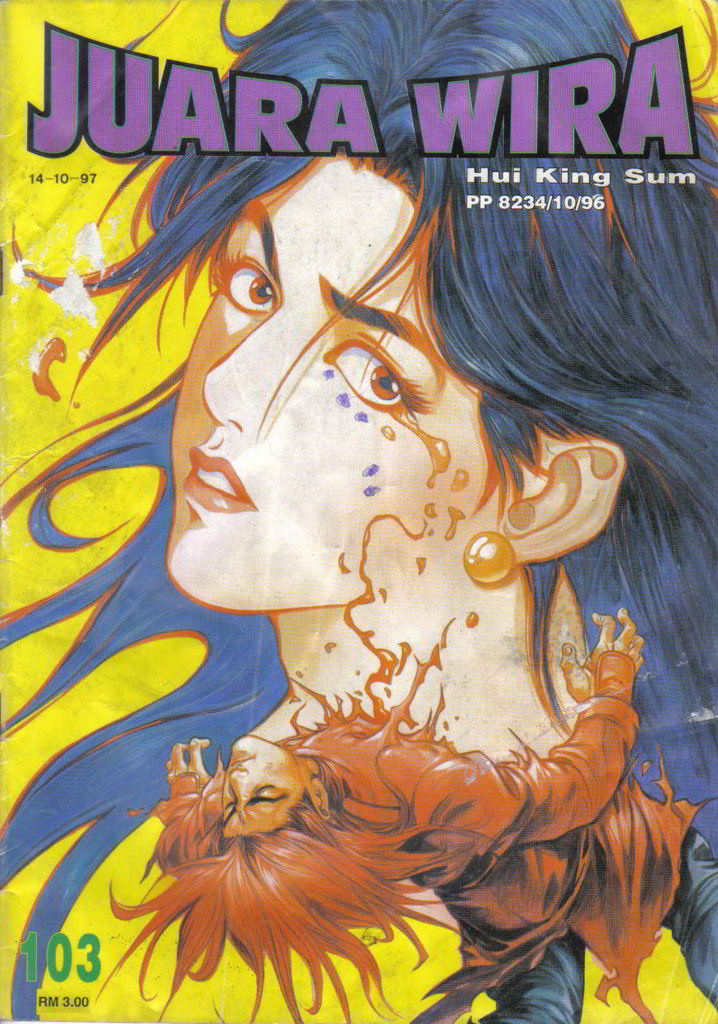 JUARA WIRA
14-10-97
Hui King Sum
PP 8234/10/96
103
RM 3.00